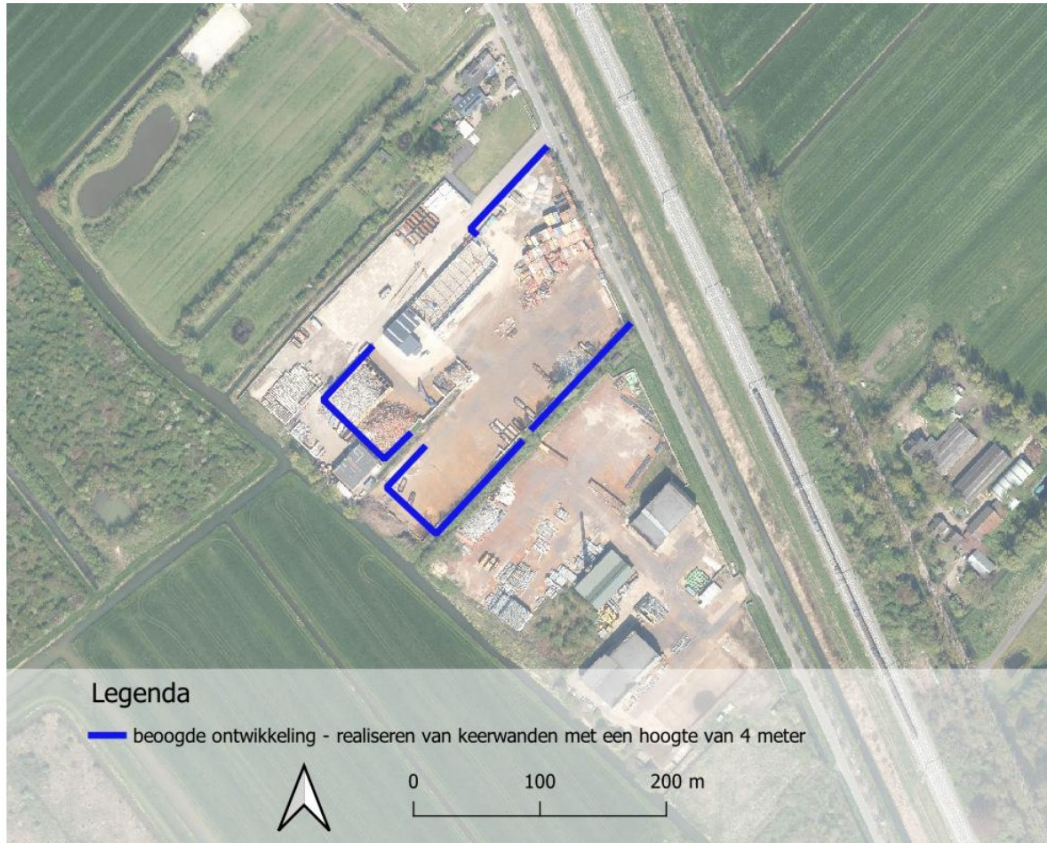 Legenda
beoogde ontwikkeling - realiseren van keerwanden met een hoogte van 4 meter
0 100 200 m